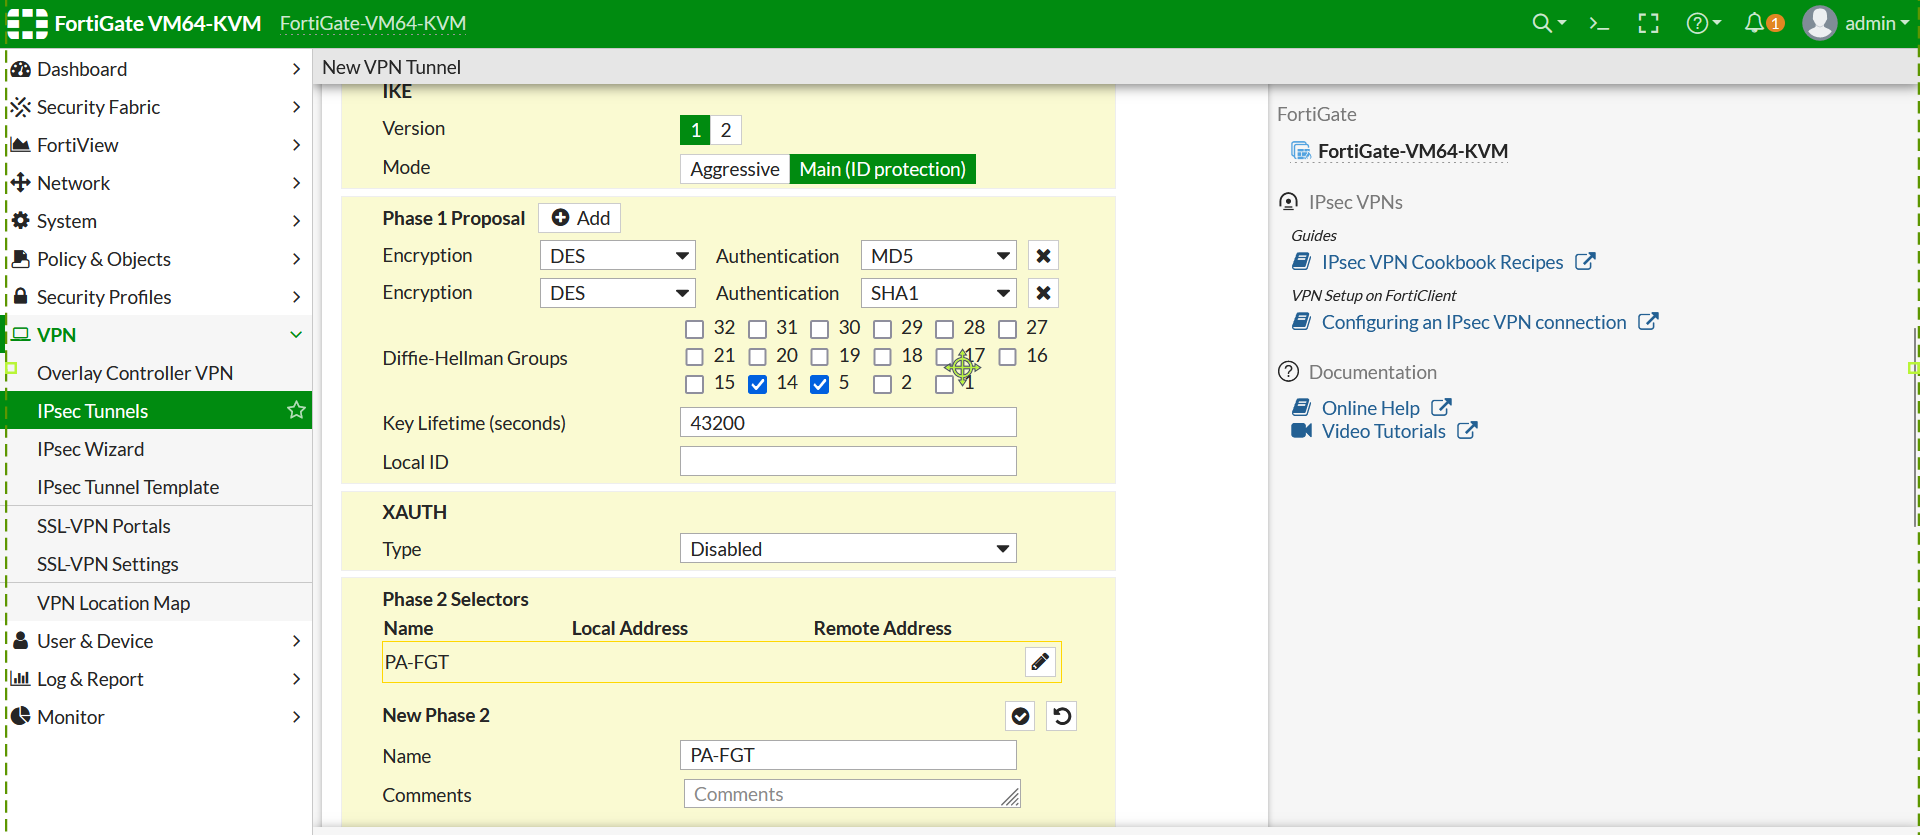 FortiGate VM64-KVM FortiGate-VM64-KVM 1 admin
Dashboard
Security Fabric
FortiView
Network
System
Policy & Objects
Security Profiles
VPN
Overlay Controller VPN
IPsec Tunnels
IPsec Wizard
IPsec Tunnel Template
SSL-VPN Portals
SSL-VPN Settings
VPN Location Map
User & Device
Log & Report
Monitor
New VPN Tunnel
IKE
Version 1 2
Mode Aggressive Main (ID protection)
Phase 1 Proposal Add
Encryption DES Authentication MD5
Encryption DES Authentication SHA1
32 31 30 29 28 27
Diffie-Hellman Groups 21 20 19 18 17 16
15 14 5 2 1
Key Lifetime (seconds) 43200
Local ID
XAUTH
Type Disabled
Phase 2 Selectors
Name Local Address Remote Address
PA-FGT
New Phase 2
Name PA-FGT
Comments Comments
FortiGate
FortiGate-VM64-KVM
IPsec VPNs
Guides
IPsec VPN Cookbook Recipes
VPN Setup on FortiClient
Configuring an IPsec VPN connection
Documentation
Online Help
Video Tutorials